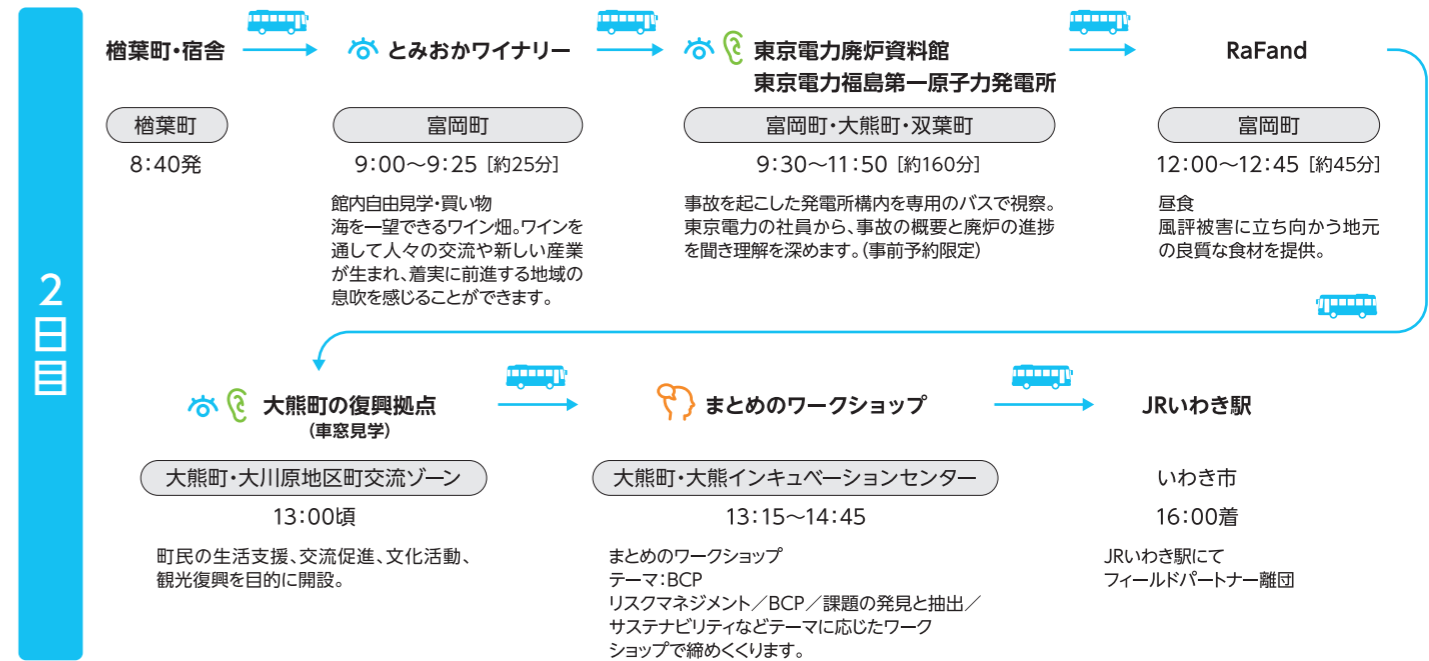 2日目
楢葉町・宿舎
楢葉町
8：40発
とみおかワイナリー
富岡町
9：00〜9：25［約25分］
館内自由見学・買い物
海を一望できるワイン畑。ワインを
通して人々の交流や新しい産業
が生まれ、着実に前進する地域の
息吹を感じることができます。
東京電力廃炉資料館
東京電力福島第一原子力発電所
富岡町・大熊町・双葉町
9：30〜11：50［約160分］
事故を起こした発電所構内を専用のバスで視察。
東京電力の社員から、事故の概要と廃炉の進捗
を聞き理解を深めます。（事前予約限定）
RaFand
富岡町
12：00〜12：45［約45分］
昼食
風評被害に立ち向かう地元
の良質な食材を提供。
大熊町の復興拠点
（車窓見学）
大熊町・大川原地区町交流ゾーン
13：00頃
町民の生活支援、交流促進、文化活動、
観光復興を目的に開設。
まとめのワークショップ
大熊町・大熊インキュベーションセンター
13：15〜14：45
まとめのワークショップ
テーマ：BCP
リスクマネジメント／BCP／課題の発見と抽出／
サステナビリティなどテーマに応じたワーク
ショップで締めくくります。
JRいわき駅
いわき市
16：00着
JRいわき駅にて
フィールドパートナー離団